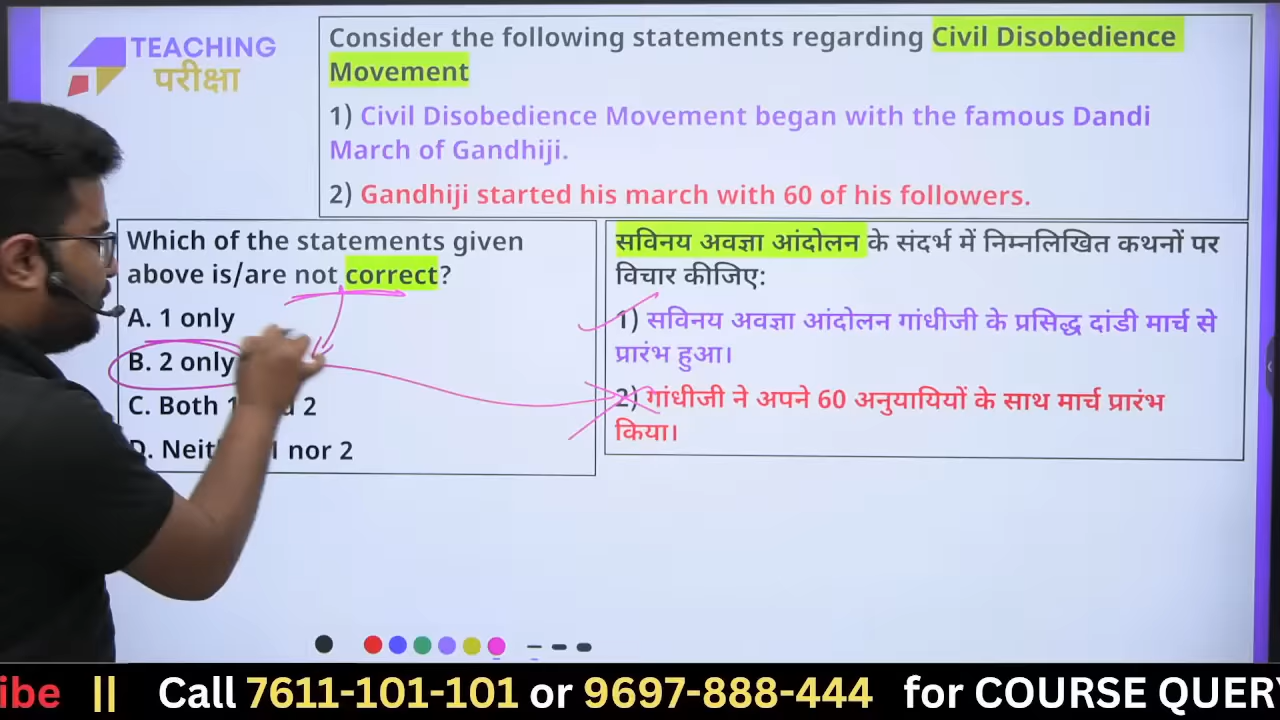 TEACHING
परीक्षा
Consider the following statements regarding Civil Disobedience
Movement
1) Civil Disobedience Movement began with the famous Dandi
March of Gandhiji.
2) Gandhiji started his march with 60 of his followers.
Which of the statements given
above is/are not correct?
A. 1 only
B. 2 only
C. Both 1 2
D. nor 2
सविनय अवज्ञा आंदोलन के संदर्भ में निम्नलिखित कथनों पर
विचार कीजिए:
1) सविनय अवज्ञा आंदोलन गांधीजी के प्रसिद्ध दांडी मार्च से
प्रारंभ हुआ।
2) गांधीजी ने अपने 60 अनुयायियों के साथ मार्च प्रारंभ
किया।
|| Call 7611-101-101 or 9697-888-444 for COURSE